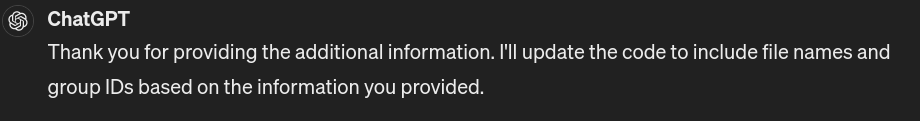 ChatGPT
Thank you for providing the additional information. I'll update the code to include file names and
group IDs based on the information you provided.